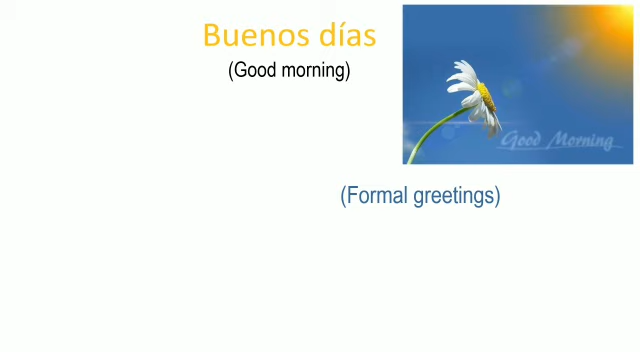 Buenos días
(Good morning)
Good Morning
(Formal greetings)